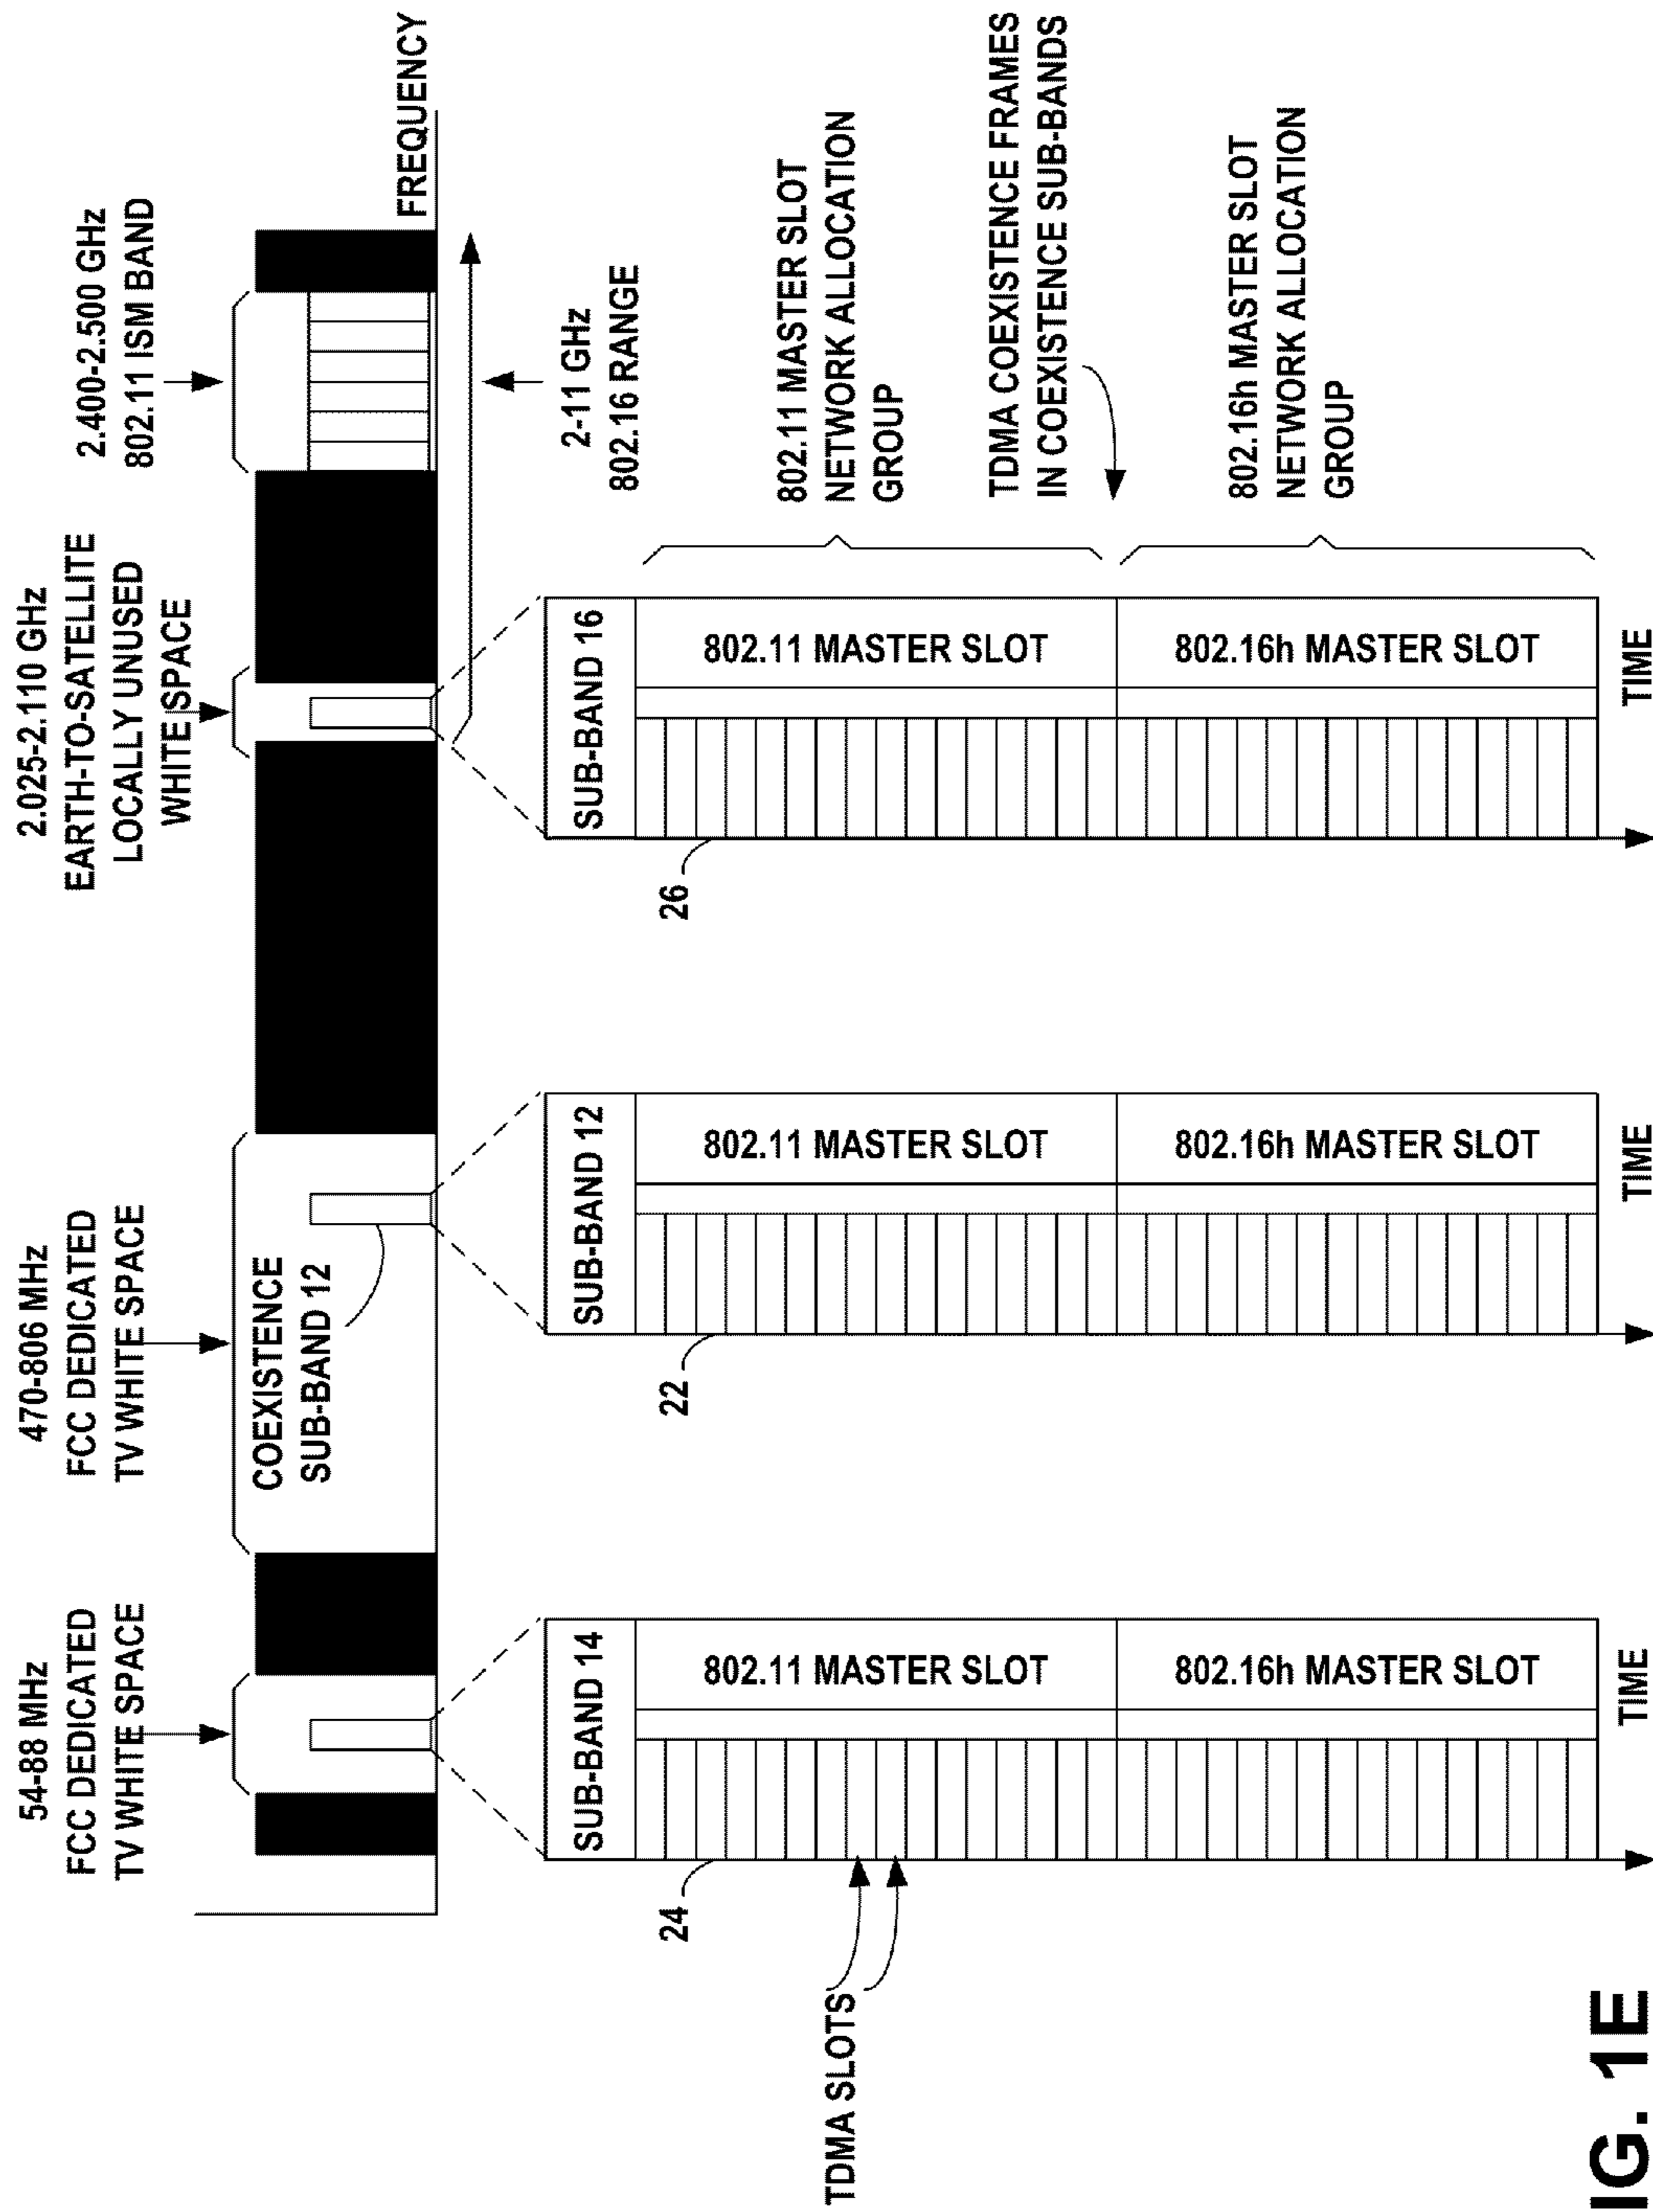 54-88 MHz
FCC DEDICATED
TV WHITE SPACE
470-806 MHz
FCC DEDICATED
TV WHITE SPACE
2.025-2.110 GHz
EARTH-TO-SATELLITE
LOCALLY UNUSED
WHITE SPACE
2.400-2.500 GHz
802.11 ISM BAND
COEXISTENCE
SUB-BAND 12
FREQUENCY
2-11 GHz
802.16 RANGE
SUB-BAND 14
802.11 MASTER SLOT
802.16h MASTER SLOT
TIME
24
TDMA SLOTS
SUB-BAND 12
802.11 MASTER SLOT
802.16h MASTER SLOT
TIME
22
SUB-BAND 16
802.11 MASTER SLOT
802.16h MASTER SLOT
TIME
26
802.11 MASTER SLOT
NETWORK ALLOCATION
GROUP
TDMA COEXISTENCE FRAMES
IN COEXISTENCE SUB-BANDS
802.16h MASTER SLOT
NETWORK ALLOCATION
GROUP
IG. 1E